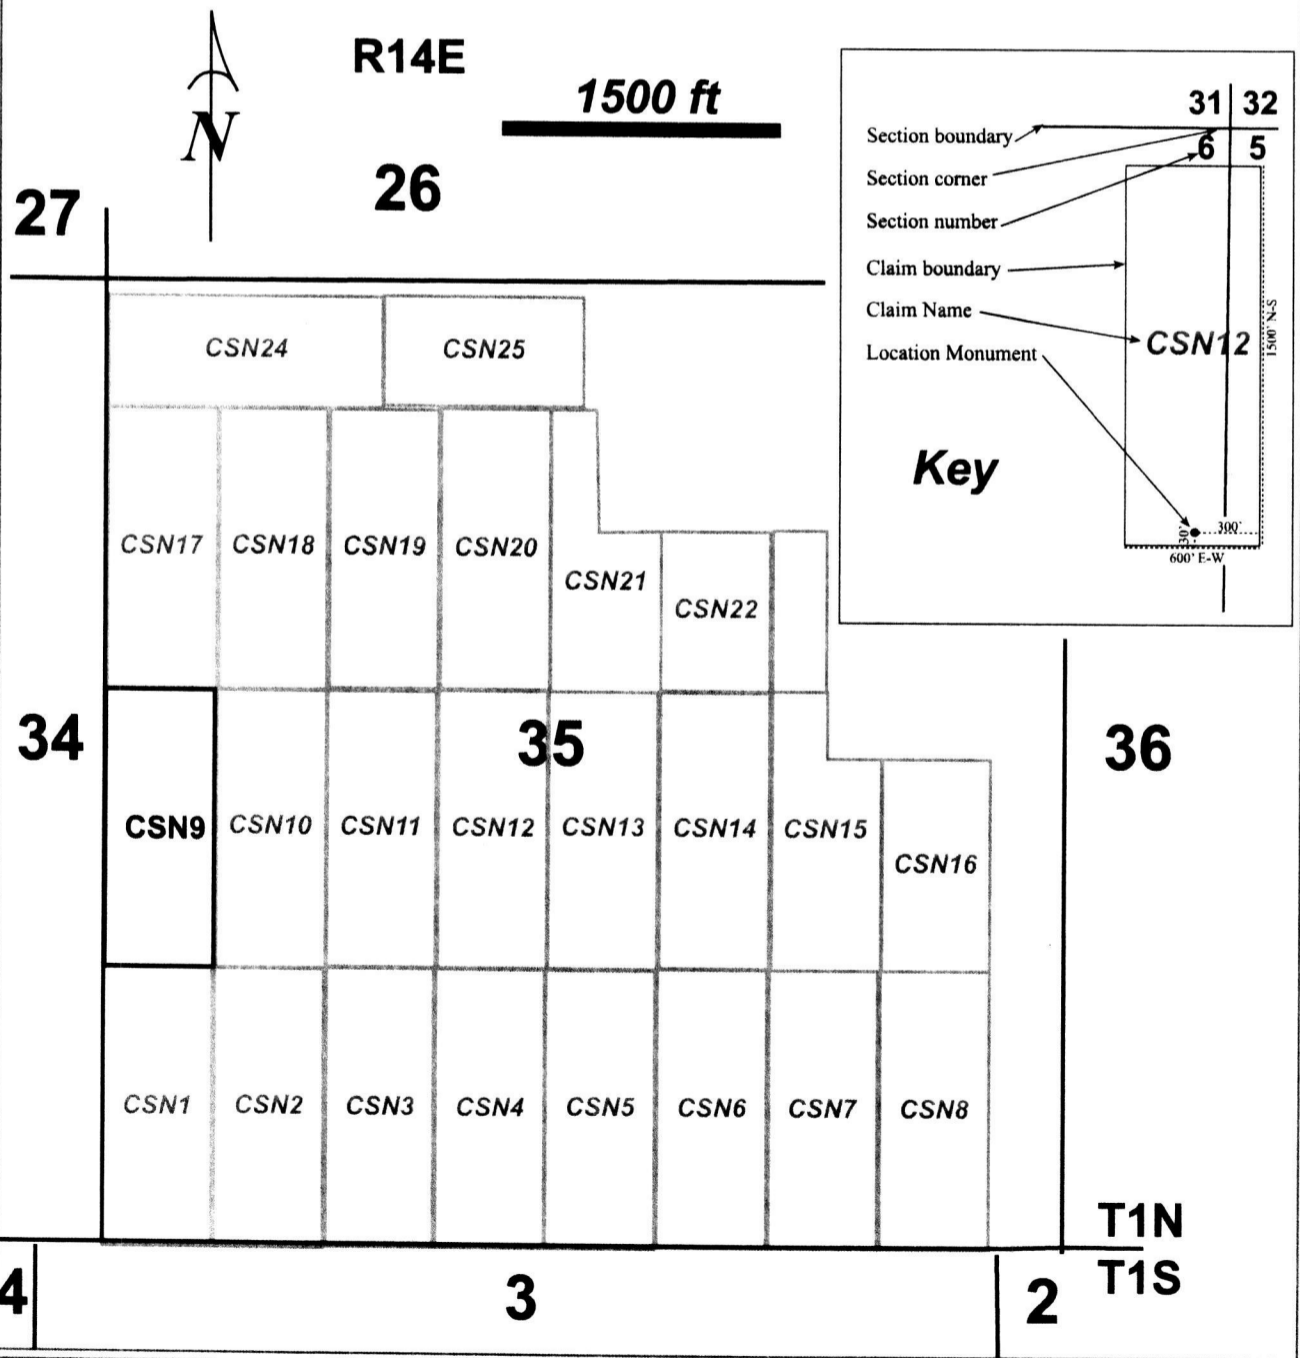 R14E
1500 ft
N
26
27
31 32
Section boundary
6 5
Section corner
Section number
Claim boundary
Claim Name
CSN12
1500' N-S
Location Monument
Key
30'
300'
600' E-W
CSN24 CSN25
CSN17 CSN18 CSN19 CSN20 CSN21 CSN22
34 35 36
CSN9 CSN10 CSN11 CSN12 CSN13 CSN14 CSN15 CSN16
CSN1 CSN2 CSN3 CSN4 CSN5 CSN6 CSN7 CSN8
T1N
T1S
4 3 2